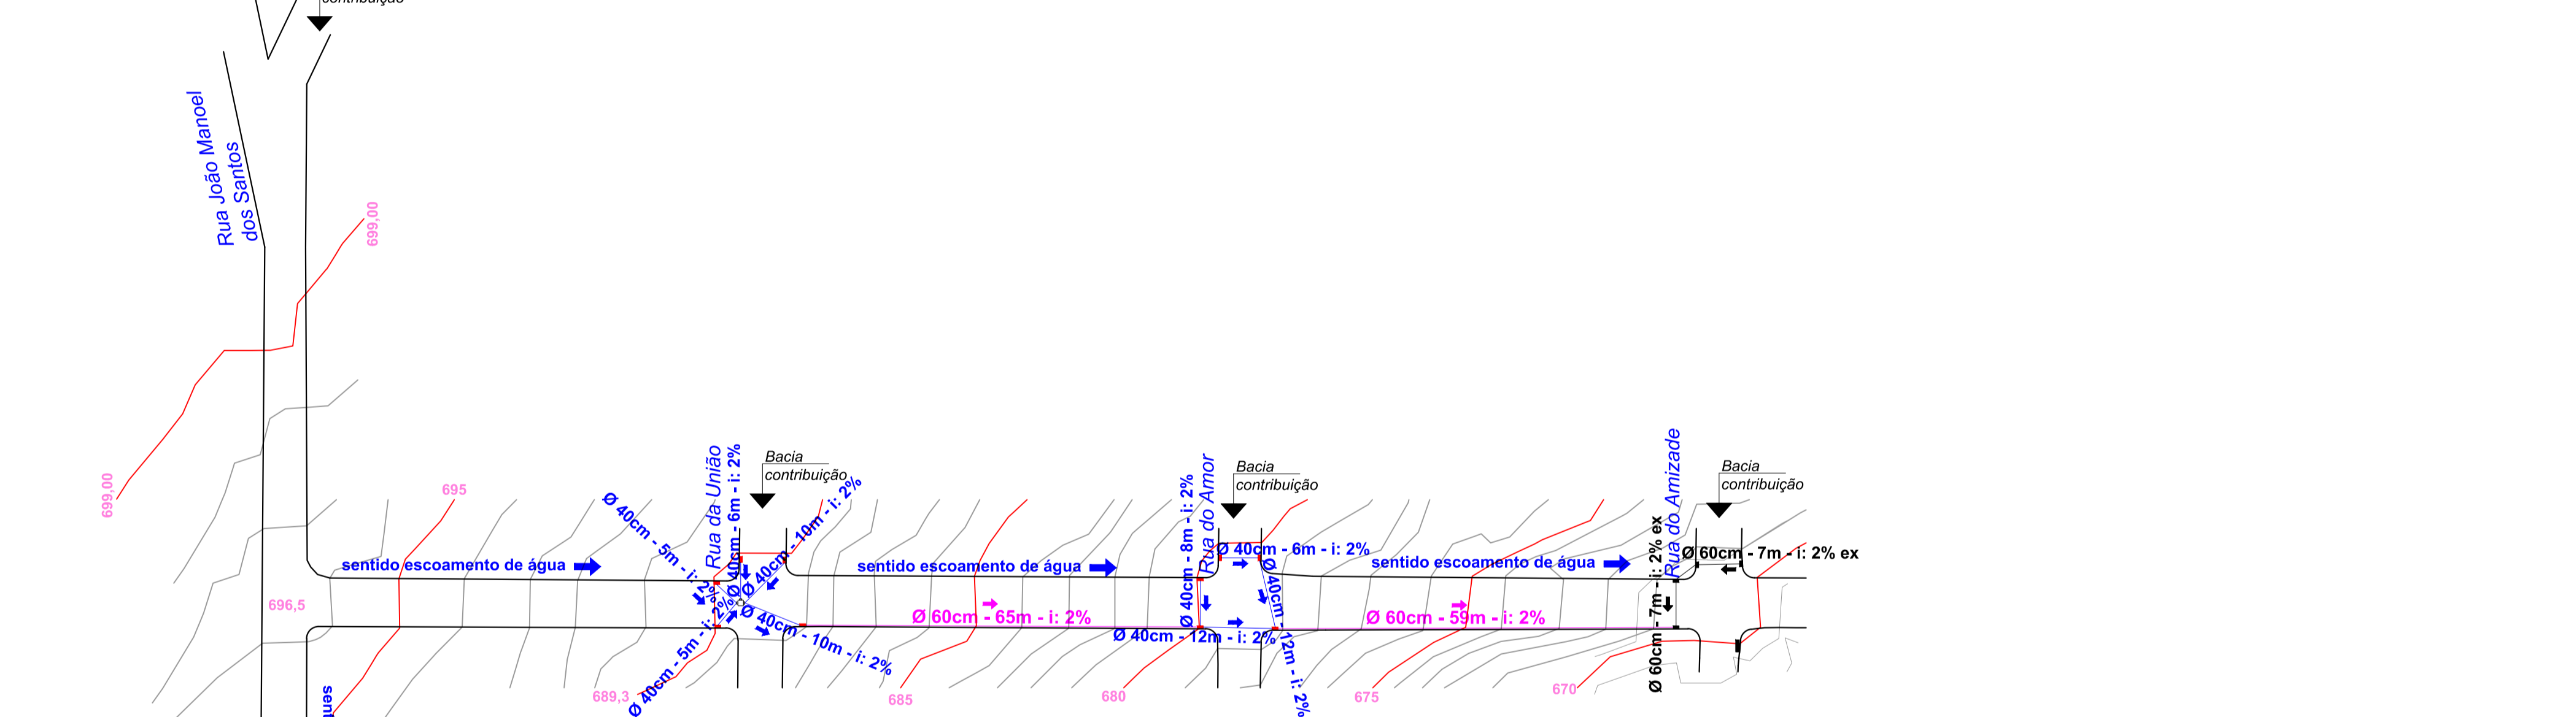 contribuição
Rua João Manoel
dos Santos
699,00
699,00
695
696,5
sentido escoamento de água
Rua da União
Ø 40cm - 6m - i: 2%
Bacia
contribuição
Ø 40cm - 5m - i: 2%
Ø 40cm - 10m - i: 2%
Ø 40cm - 5m - i: 2%
Ø 40cm - 10m - i: 2%
689,3
sentido escoamento de água
Ø 60cm - 65m - i: 2%
685
680
Ø 40cm - 8m - i: 2%
Rua do Amor
Bacia
contribuição
Ø 40cm - 6m - i: 2%
Ø 40cm - 12m - i: 2%
Ø 40cm - 12m - i: 2%
sentido escoamento de água
Ø 60cm - 59m - i: 2%
675
670
Ø 60cm - 7m - i: 2% ex
Rua do Amizade
Bacia
contribuição
Ø 60cm - 7m - i: 2% ex
sent